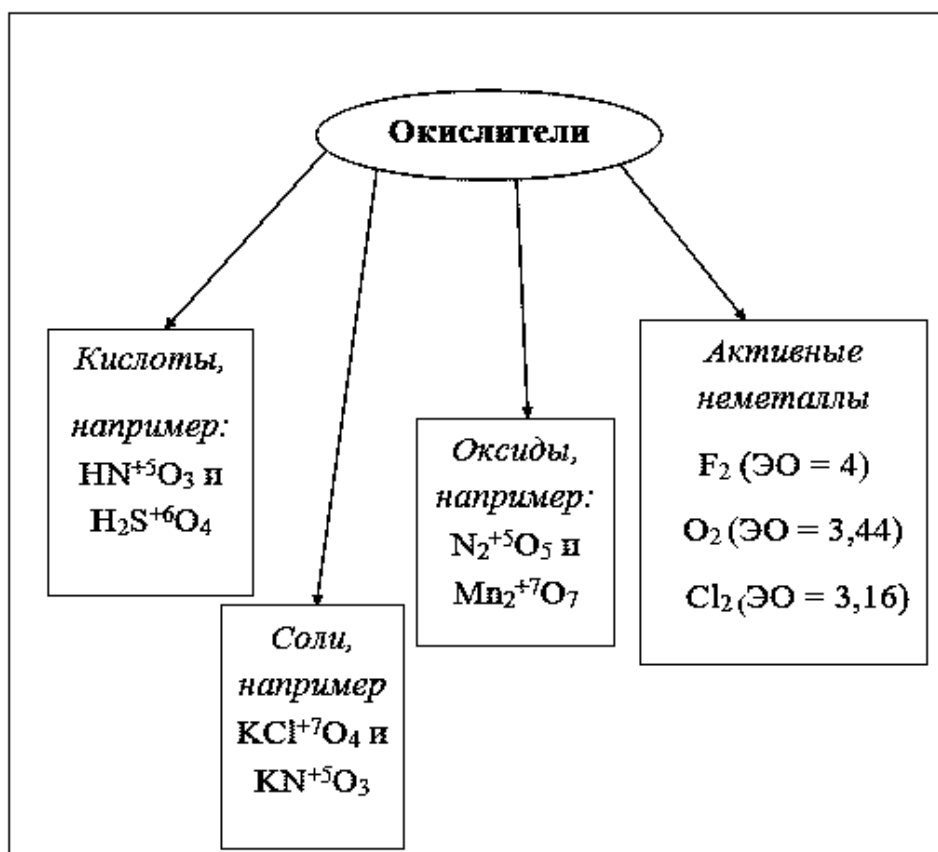 Окислители
Кислоты,
например:
HN⁺⁵O₃ и
H₂S⁺⁶O₄
Соли,
например
KCl⁺⁷O₄ и
KN⁺⁵O₃
Оксиды,
например:
N₂⁺⁵O₅ и
Mn₂⁺⁷O₇
Активные
неметаллы
F₂ (ЭО = 4)
O₂ (ЭО = 3,44)
Cl₂ (ЭО = 3,16)